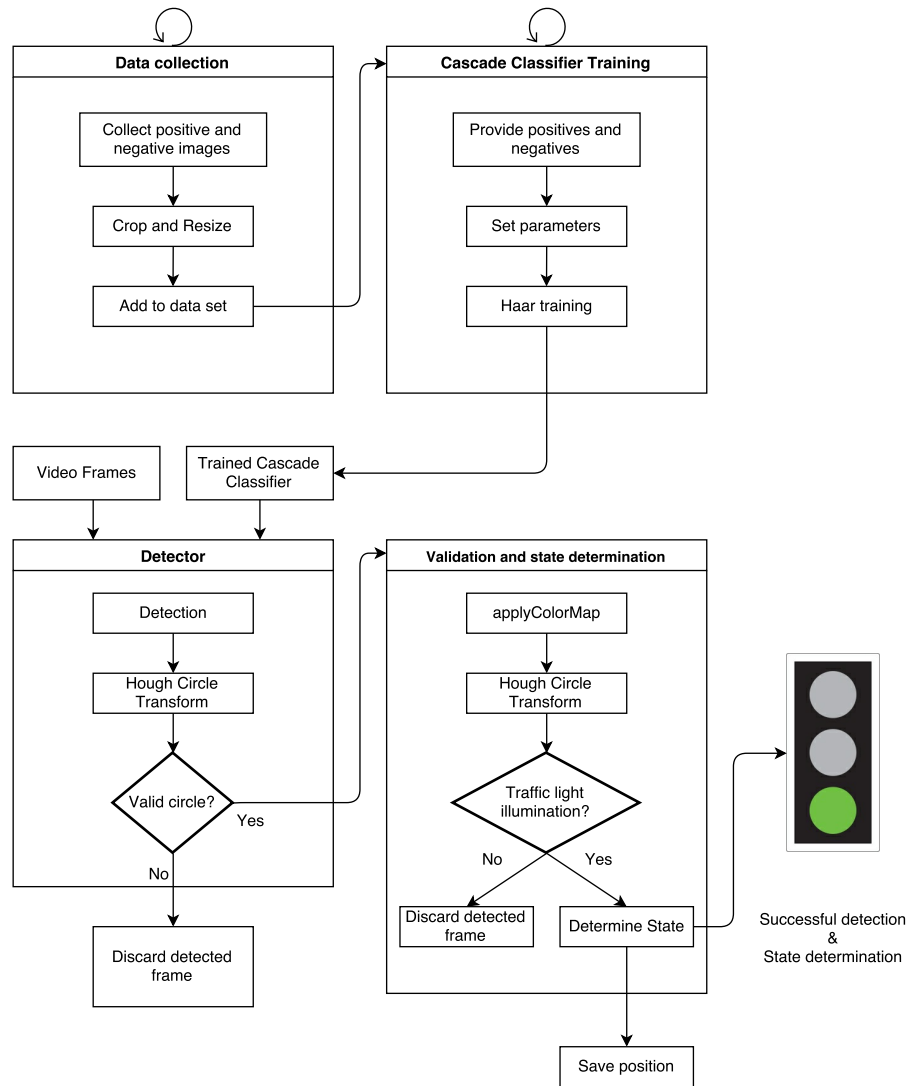 Data collection
Collect positive and
negative images
Crop and Resize
Add to data set
Cascade Classifier Training
Provide positives and
negatives
Set parameters
Haar training
Video Frames
Trained Cascade
Classifier
Detector
Detection
Hough Circle
Transform
Valid circle?
Yes
No
Discard detected
frame
Validation and state determination
applyColorMap
Hough Circle
Transform
Traffic light
illumination?
No
Yes
Discard detected
frame
Determine State
Save position
Successful detection
&
State determination